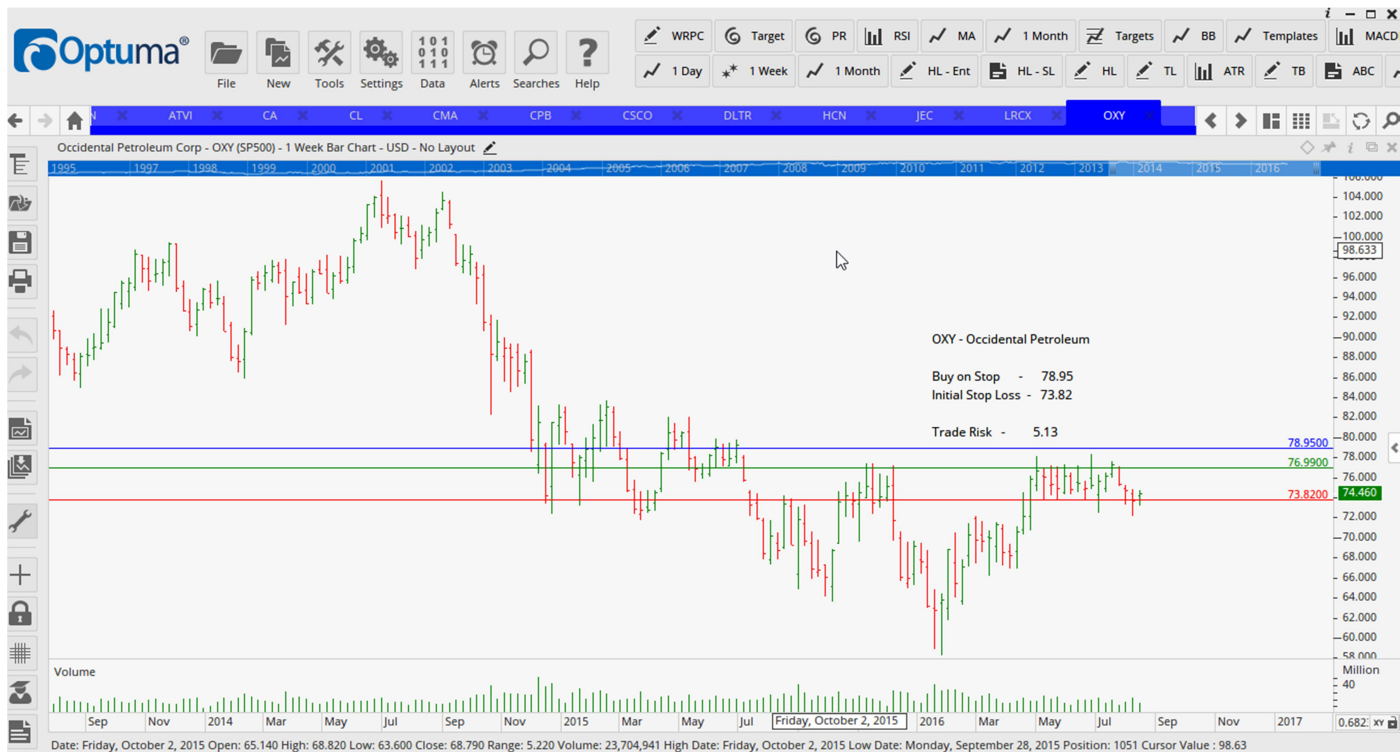 i
Optuma®
File
New
Tools
Settings
Data
Alerts
Searches
Help
101
010
111
WRPC Target PR RSI MA 1 Month Targets BB Templates MACD
1 Day 1 Week 1 Month HL - Ent HL - SL HL TL ATR TB ABC
N ATVI CA CL CMA CPB CSCO DLTR HCN JEC LRCX OXY
Occidental Petroleum Corp - OXY (SP500) - 1 Week Bar Chart - USD - No Layout
1995 1997 1998 1999 2000 2001 2002 2003 2004 2005 2006 2007 2008 2009 2010 2011 2012 2013 2014 2015 2016
106.000
104.000
102.000
100.000
98.633
96.000
94.000
92.000
90.000
88.000
86.000
84.000
82.000
80.000
78.000
76.000
74.460
72.000
70.000
68.000
66.000
64.000
62.000
60.000
58.000
OXY - Occidental Petroleum
Buy on Stop - 78.95
Initial Stop Loss - 73.82
Trade Risk - 5.13
78.9500
76.9900
73.8200
Volume
Million
40
Sep Nov 2014 Mar May Jul Sep Nov 2015 Mar May Jul Friday, October 2, 2015 2016 Mar May Jul Sep Nov 2017
0.682 XY
Date: Friday, October 2, 2015 Open: 65.140 High: 68.820 Low: 63.600 Close: 68.790 Range: 5.220 Volume: 23,704,941 High Date: Friday, October 2, 2015 Low Date: Monday, September 28, 2015 Position: 1051 Cursor Value : 98.63